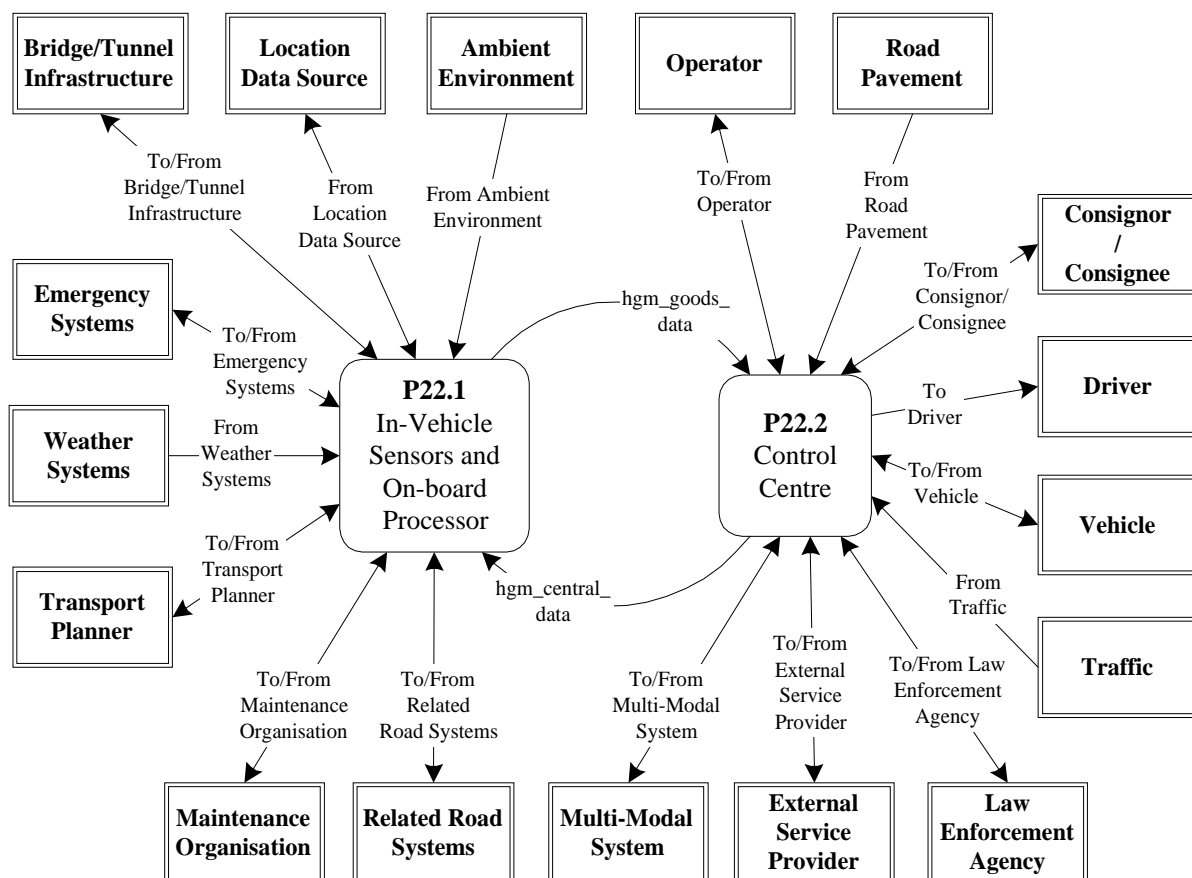 Bridge/Tunnel
Infrastructure
Location
Data Source
Ambient
Environment
Operator
Road
Pavement
To/From
Bridge/Tunnel
Infrastructure
From
Location
Data Source
From Ambient
Environment
To/From
Operator
From
Road
Pavement
Consignor
/
Consignee
To/From
Consignor/
Consignee
Emergency
Systems
To/From
Emergency
Systems
hgm_goods_
data
P22.1
In-Vehicle
Sensors and
On-board
Processor
P22.2
Control
Centre
To
Driver
Driver
Weather
Systems
From
Weather
Systems
To/From
Vehicle
Vehicle
To/From
Transport
Planner
Transport
Planner
hgm_central_
data
From
Traffic
Traffic
To/From
Maintenance
Organisation
To/From
Related
Road Systems
To/From
Multi-Modal
System
To/From
External
Service
Provider
To/From Law
Enforcement
Agency
Maintenance
Organisation
Related Road
Systems
Multi-Modal
System
External
Service
Provider
Law
Enforcement
Agency